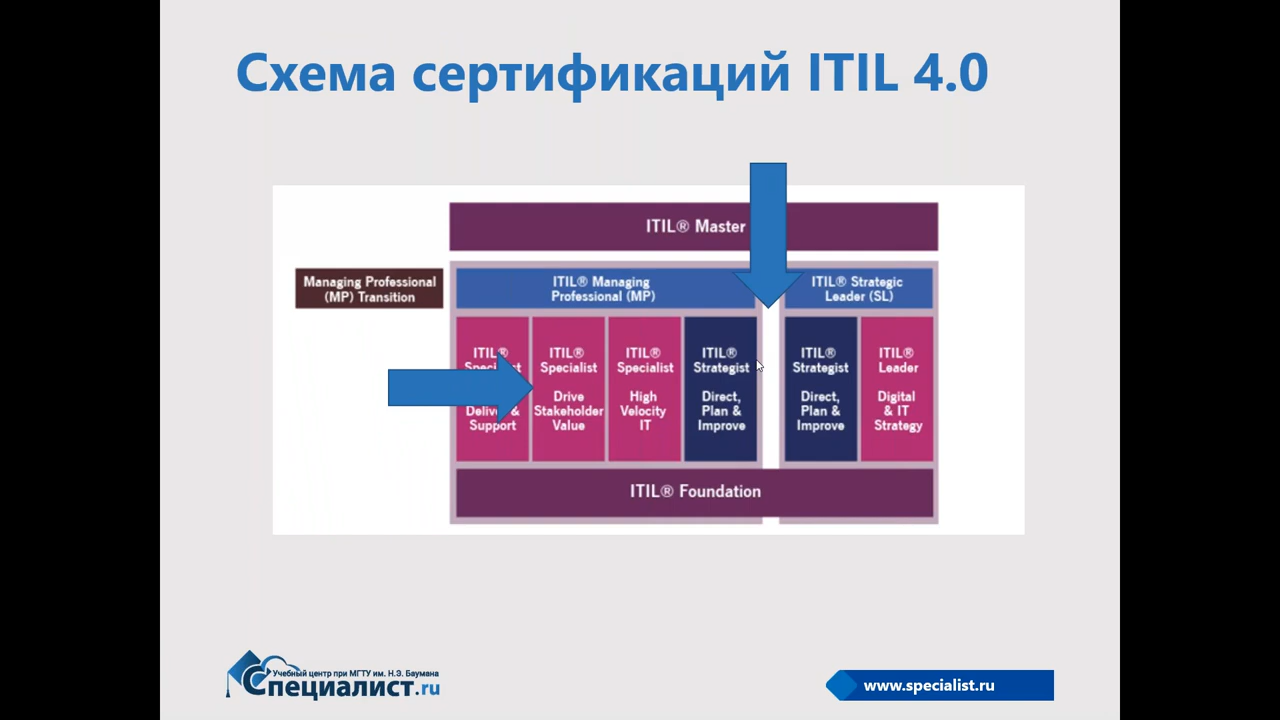 Схема сертификаций ITIL 4.0
ITIL® Master
Managing Professional
(MP) Transition
ITIL® Managing
Professional (MP)
ITIL® Strategic
Leader (SL)
ITIL®
Support
ITIL®
Specialist
Drive
Stakeholder
Value
ITIL®
Specialist
High
Velocity
IT
ITIL®
Strategist
Direct,
Plan &
Improve
ITIL®
Strategist
Direct,
Plan &
Improve
ITIL®
Leader
Digital
& IT
Strategy
ITIL® Foundation
Учебный центр при МГТУ им. Н.Э. Баумана
Специалист.ru
www.specialist.ru